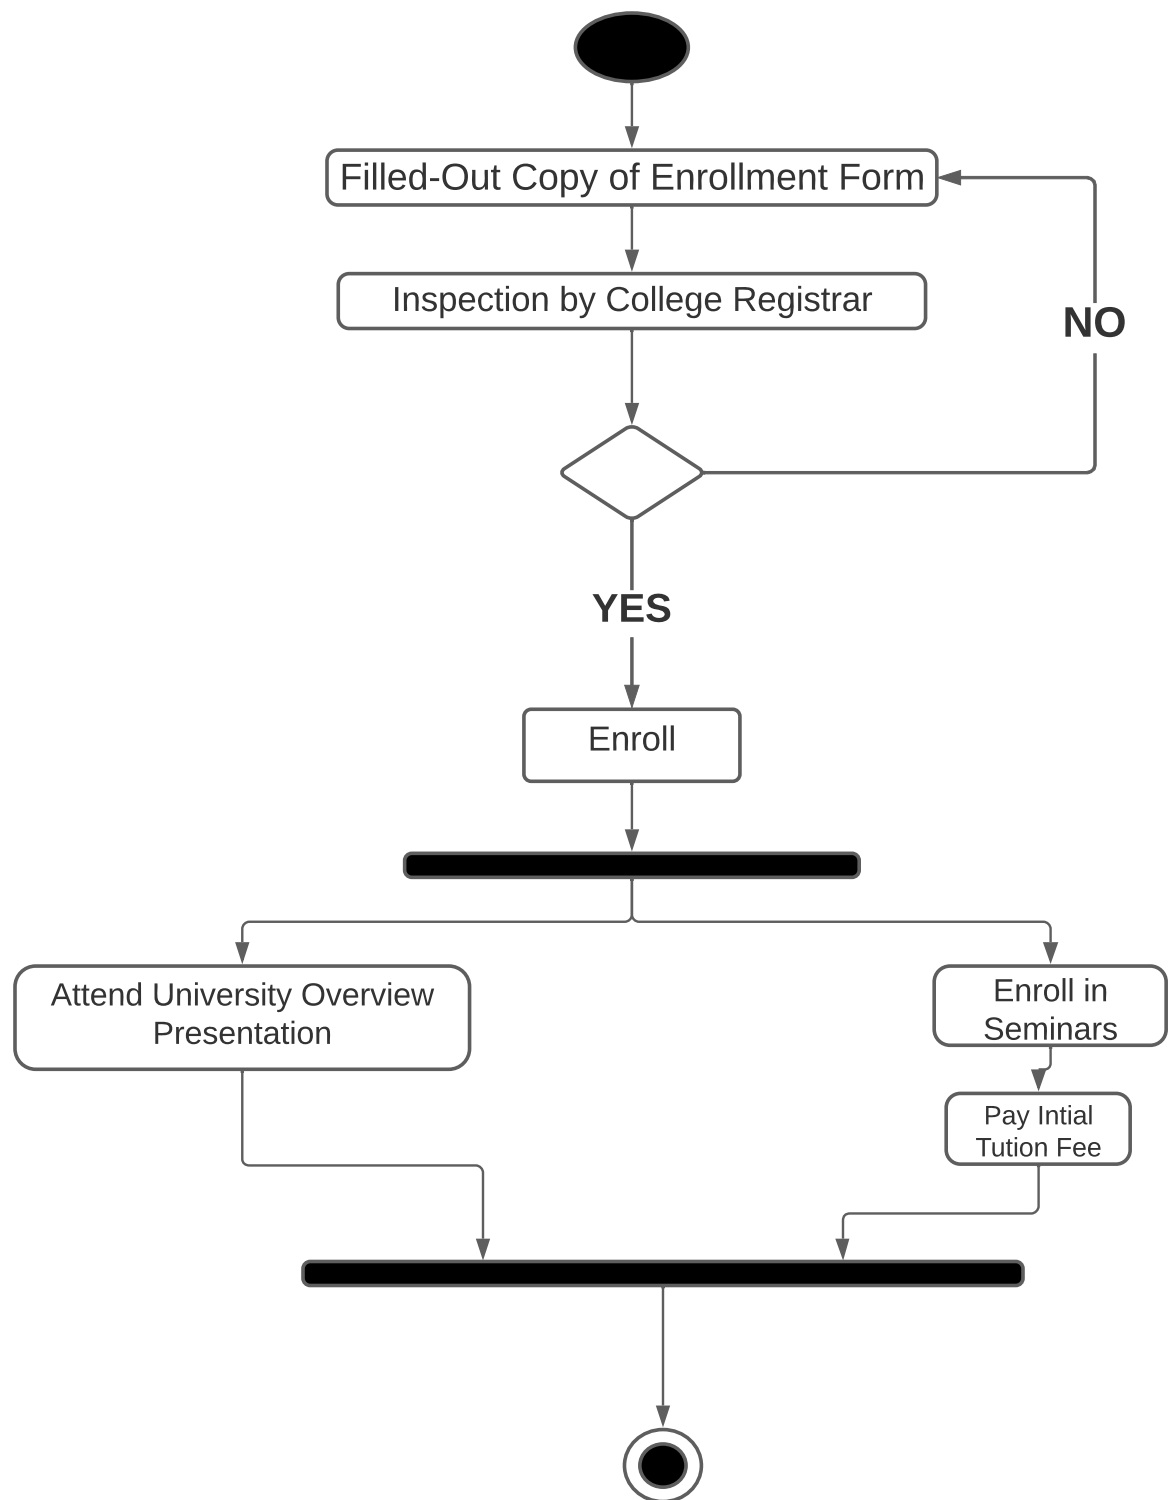 Filled-Out Copy of Enrollment Form
Inspection by College Registrar
NO
YES
Enroll
Attend University Overview
Presentation
Enroll in
Seminars
Pay Intial
Tution Fee